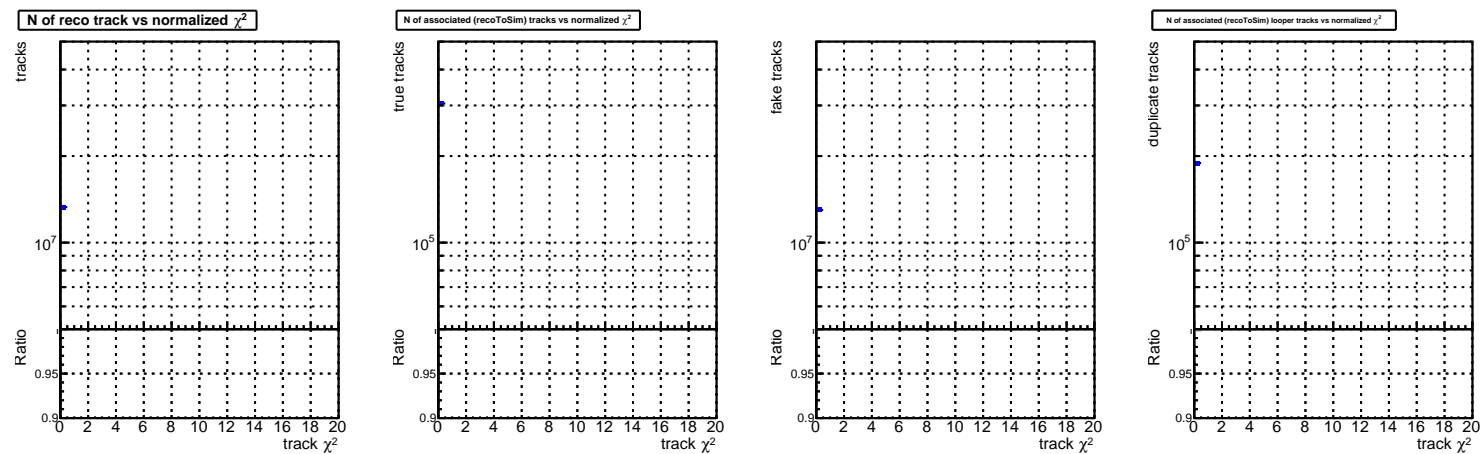 N of reco track vs normalized χ²
tracks
10⁷
Ratio
0.95
0.9
0 2 4 6 8 10 12 14 16 18 20
track χ²
N of associated (recoToSim) tracks vs normalized χ²
true tracks
10⁵
Ratio
0.95
0.9
0 2 4 6 8 10 12 14 16 18 20
track χ²
fake tracks
10⁷
Ratio
0.95
0.9
0 2 4 6 8 10 12 14 16 18 20
track χ²
N of associated (recoToSim) looper tracks vs normalized χ²
duplicate tracks
10⁵
Ratio
0.95
0.9
0 2 4 6 8 10 12 14 16 18 20
track χ²